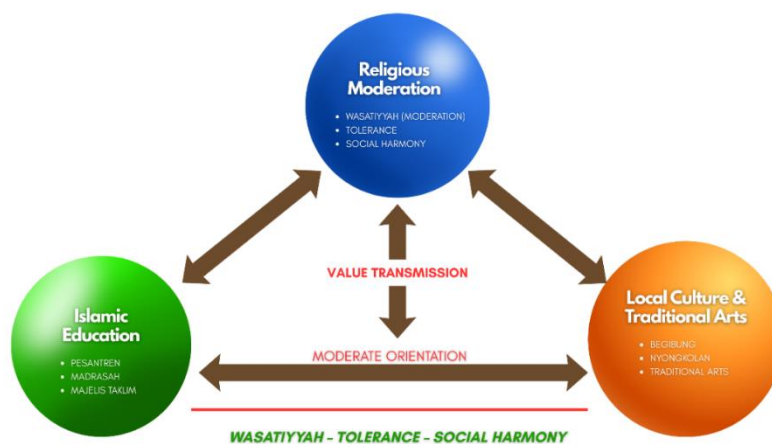 Religious
Moderation
• WASATIYYAH (MODERATION)
• TOLERANCE
• SOCIAL HARMONY
VALUE TRANSMISSION
Islamic
Education
• PESANTREN
• MADRASAH
• MAJELIS TAKLIM
Local Culture &
Traditional Arts
• BEGIBUNG
• NYONGKOLAN
• TRADITIONAL ARTS
MODERATE ORIENTATION
WASATIYYAH – TOLERANCE – SOCIAL HARMONY